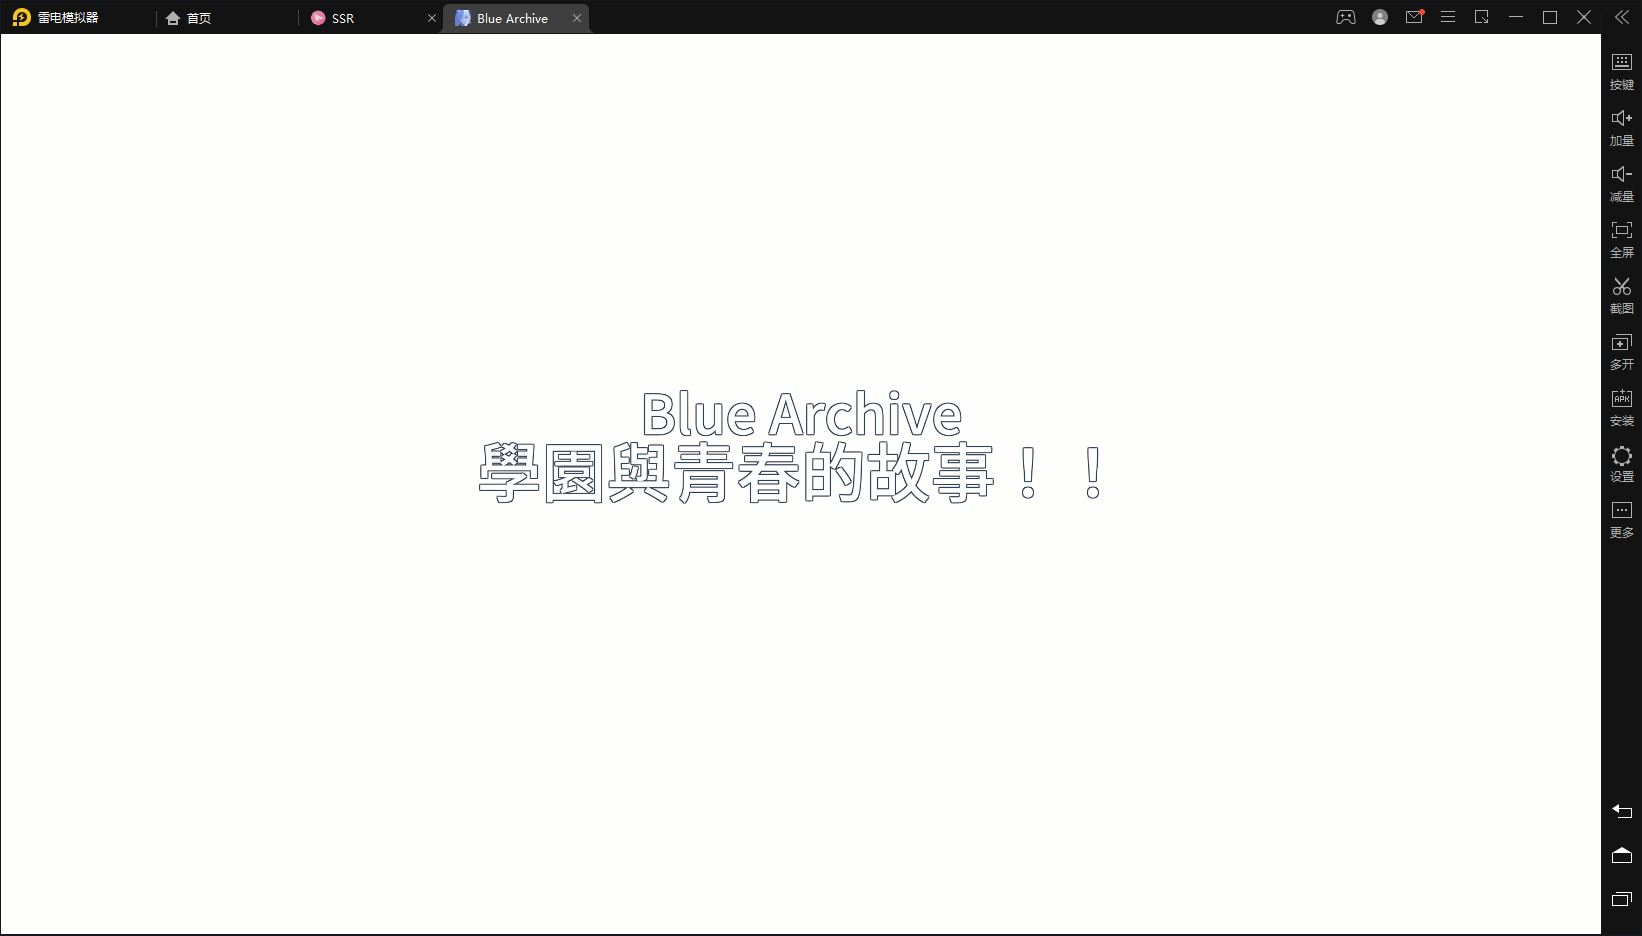 雷电模拟器
首页
SSR
Blue Archive
Blue Archive
學園與青春的故事！！
按键
加量
减量
全屏
截图
多开
APK
安装
设置
更多